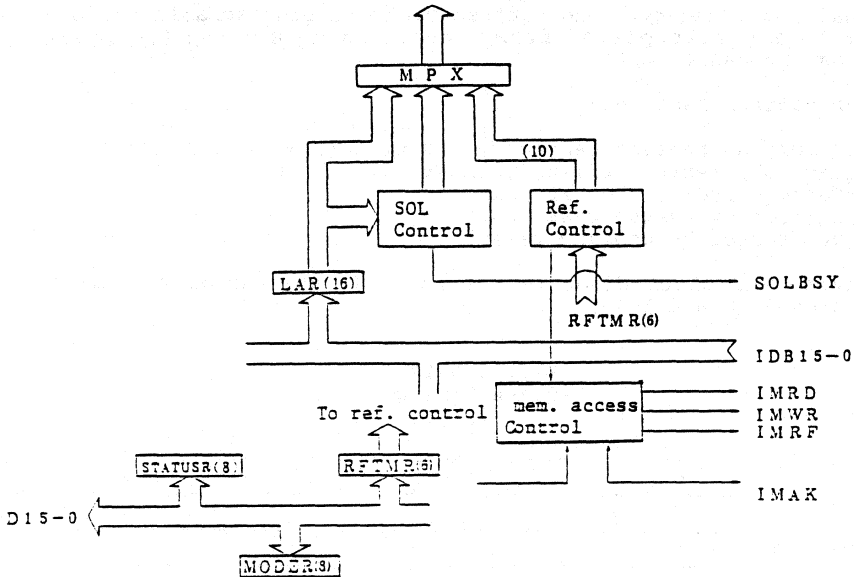 M P X
(10)
SOL
Control
Ref.
Control
LAR(16)
SOLBSY
RFTMR(6)
IDB15-0
To ref. control
mem. access
Control
IMRD
IMWR
IMRF
STATUSR(8)
RFTMR(6)
IMAK
D15-0
MODER(8)